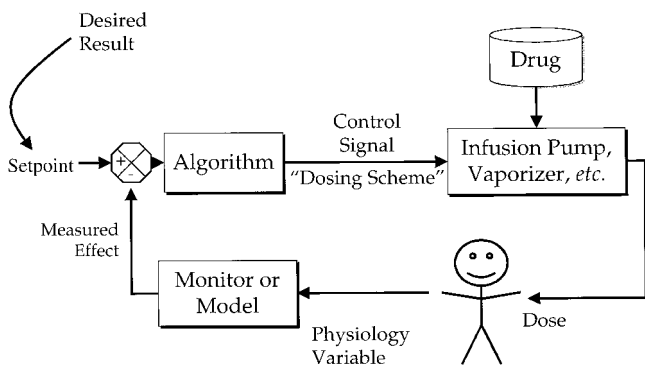 Desired
Result
Drug
Setpoint
+
-
Algorithm
Control
Signal
"Dosing Scheme"
Infusion Pump,
Vaporizer, etc.
Measured
Effect
Monitor or
Model
Physiology
Variable
Dose